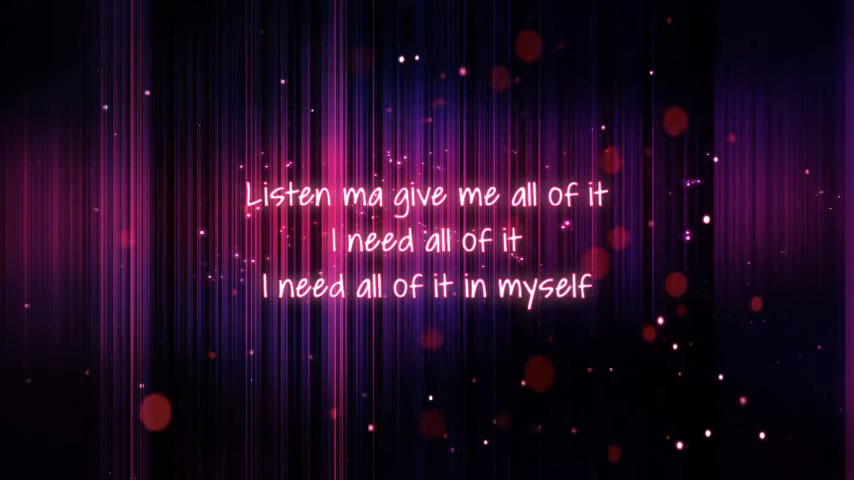 Listen ma give me all of it
I need all of it
I need all of it in myself